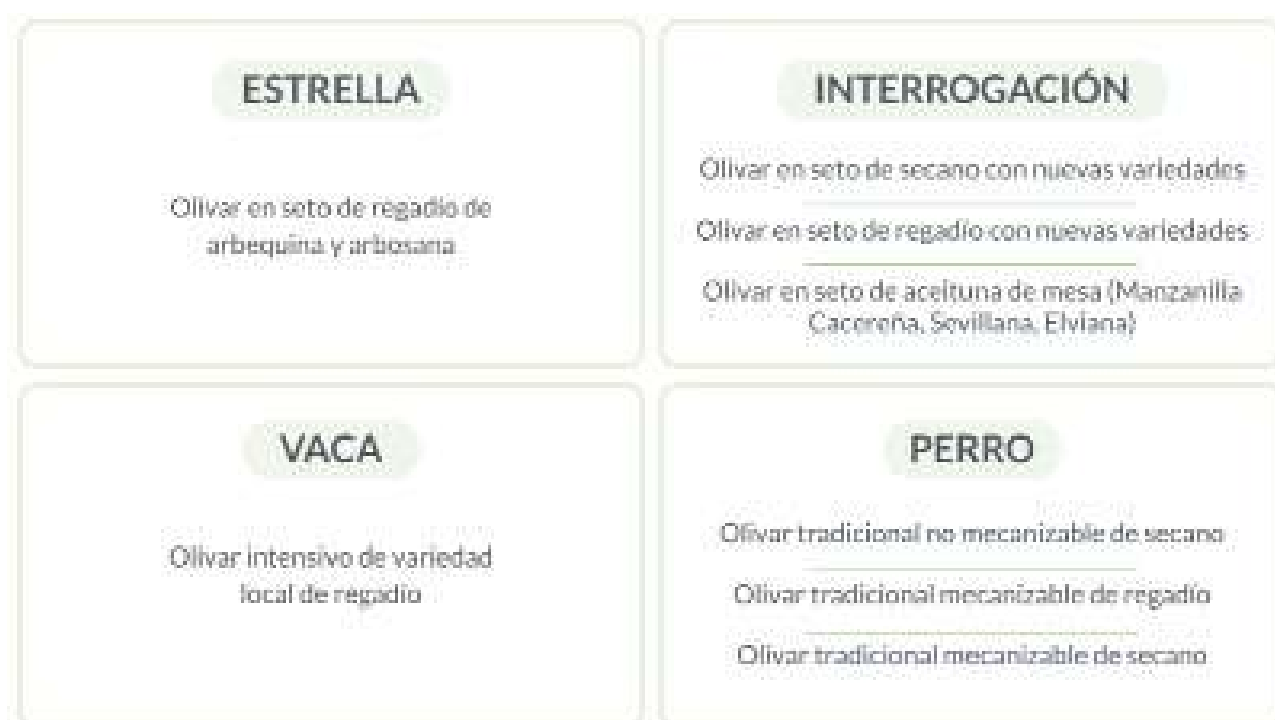 ESTRELLA
Olivar en seto de regadío de
arbequina y arbosana
INTERROGACIÓN
Olivar en seto de secano con nuevas variedades
Olivar en seto de regadío con nuevas variedades
Olivar en seto de aceituna de mesa (Manzanilla
Cacereña, Sevillana, Elviana)
VACA
Olivar intensivo de variedad
local de regadío
PERRO
Olivar tradicional no mecanizable de secano
Olivar tradicional mecanizable de regadío
Olivar tradicional mecanizable de secano